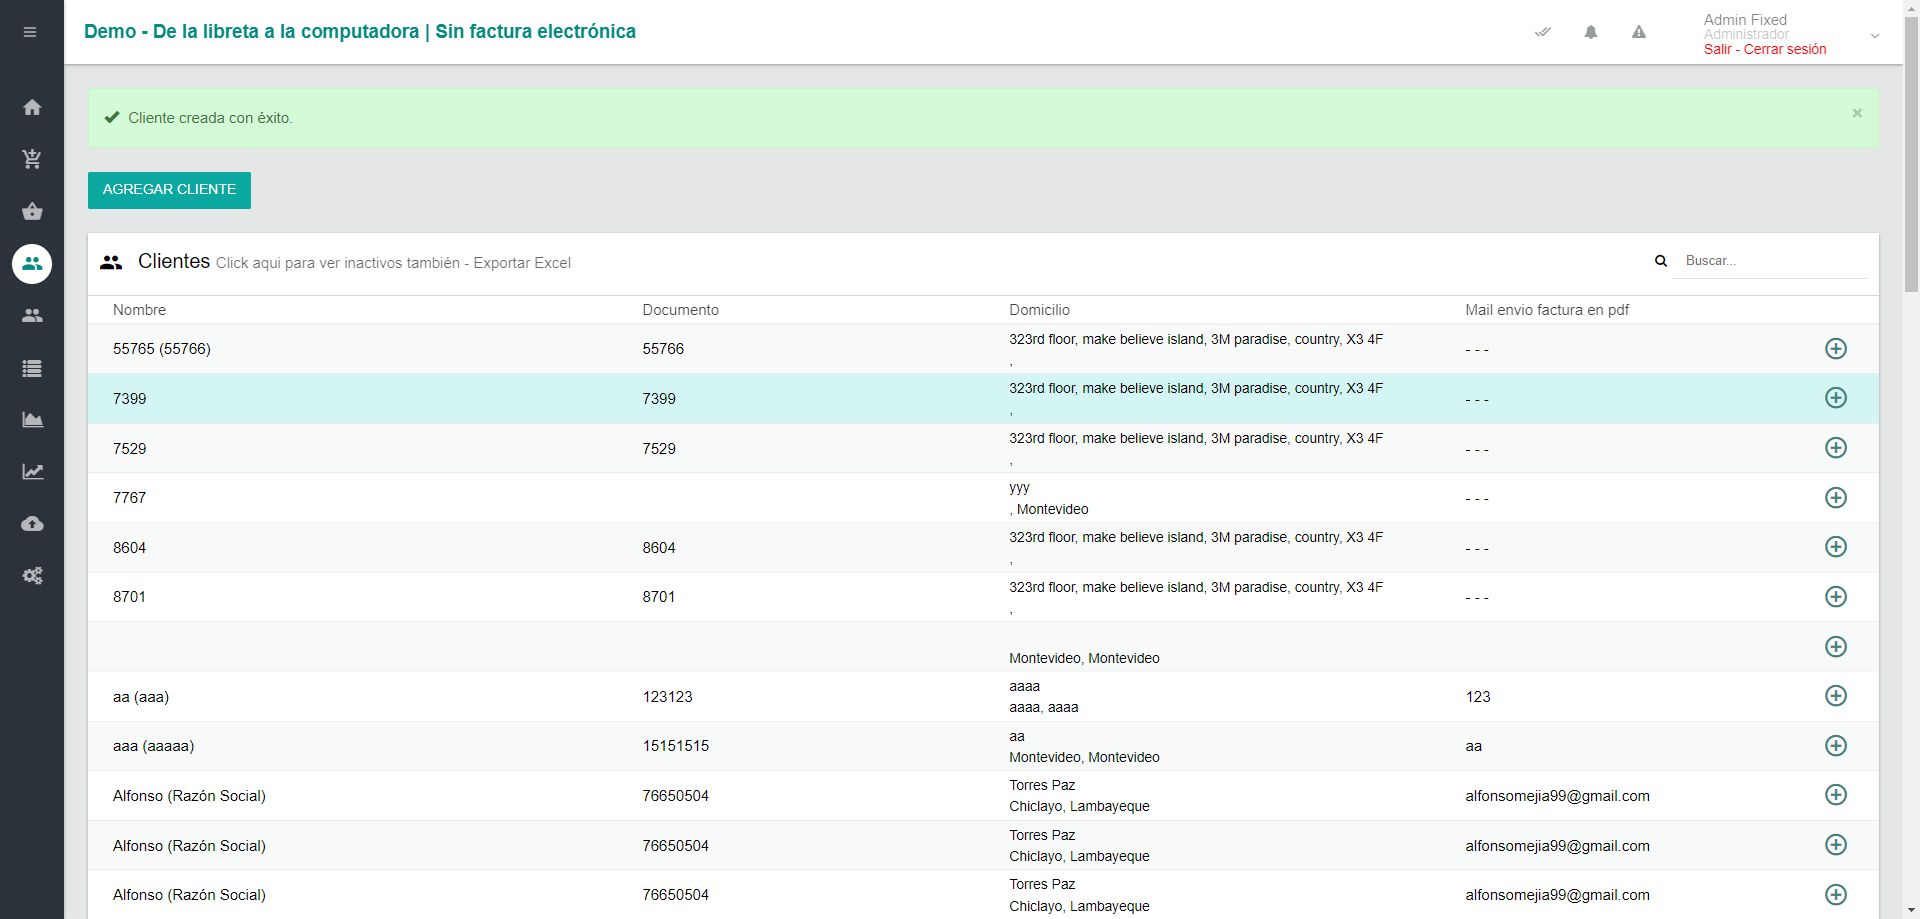 Demo - De la libreta a la computadora | Sin factura electrónica
Admin Fixed
Administrador
Salir - Cerrar sesión
Cliente creada con éxito.
×
AGREGAR CLIENTE
Clientes Click aqui para ver inactivos también - Exportar Excel
Buscar...
Nombre Documento Domicilio Mail envio factura en pdf
55765 (55766) 55766 323rd floor, make believe island, 3M paradise, country, X3 4F
, - - -
7399 7399 323rd floor, make believe island, 3M paradise, country, X3 4F
, - - -
7529 7529 323rd floor, make believe island, 3M paradise, country, X3 4F
, - - -
7767 yyy
, Montevideo - - -
8604 8604 323rd floor, make believe island, 3M paradise, country, X3 4F
, - - -
8701 8701 323rd floor, make believe island, 3M paradise, country, X3 4F
, - - -
Montevideo, Montevideo
aa (aaa) 123123 aaaa
aaaa, aaaa 123
aaa (aaaaa) 15151515 aa
Montevideo, Montevideo aa
Alfonso (Razón Social) 76650504 Torres Paz
Chiclayo, Lambayeque alfonsomejia99@gmail.com
Alfonso (Razón Social) 76650504 Torres Paz
Chiclayo, Lambayeque alfonsomejia99@gmail.com
Alfonso (Razón Social) 76650504 Torres Paz
Chiclayo, Lambayeque alfonsomejia99@gmail.com